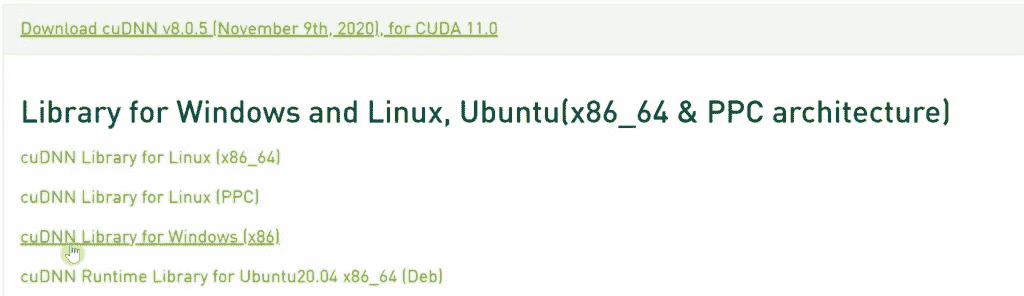 Download cuDNN v8.0.5 (November 9th, 2020), for CUDA 11.0
Library for Windows and Linux, Ubuntu(x86_64 & PPC architecture)
cuDNN Library for Linux (x86_64)
cuDNN Library for Linux (PPC)
cuDNN Library for Windows (x86)
cuDNN Runtime Library for Ubuntu20.04 x86_64 (Deb)